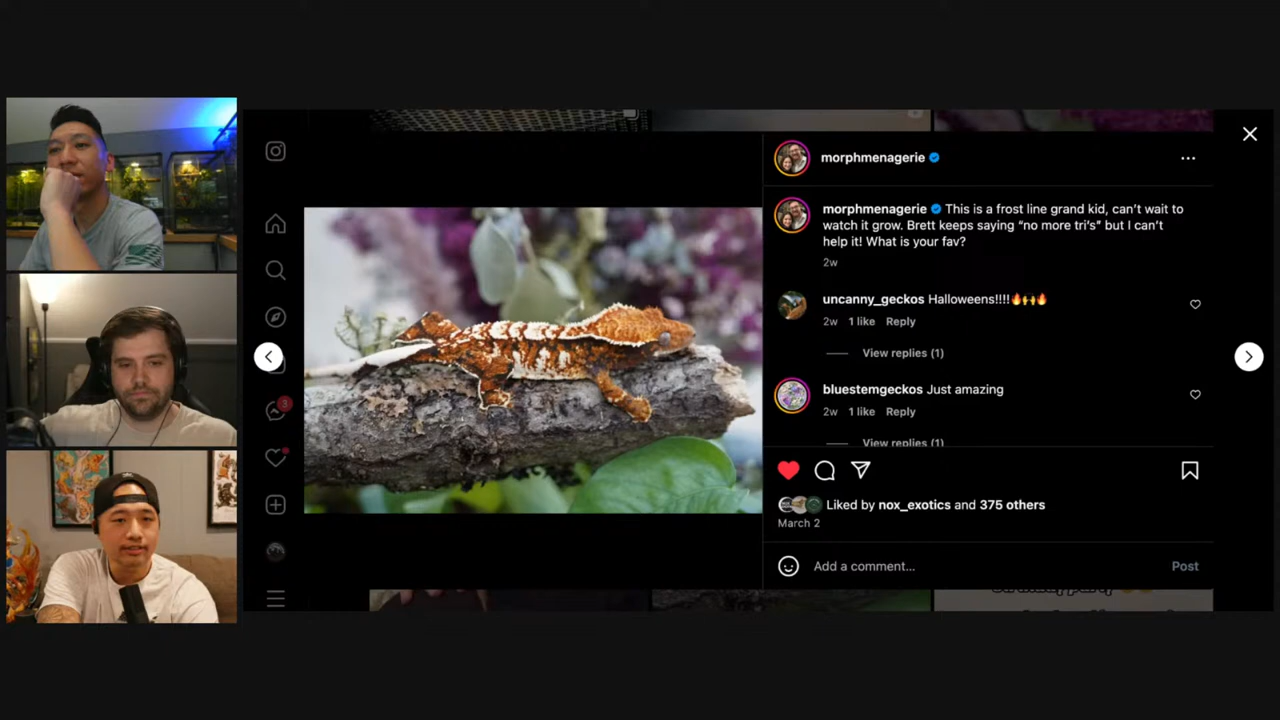 morphmenagerie
morphmenagerie This is a frost line grand kid, can't wait to
watch it grow. Brett keeps saying “no more tri's” but I can't
help it! What is your fav?
2w
uncanny_geckos Halloweens!!!!🔥🙌🔥
2w 1 like Reply
View replies (1)
bluestemgeckos Just amazing
2w 1 like Reply
View replies (1)
3
Liked by nox_exotics and 375 others
March 2
Add a comment...
Post